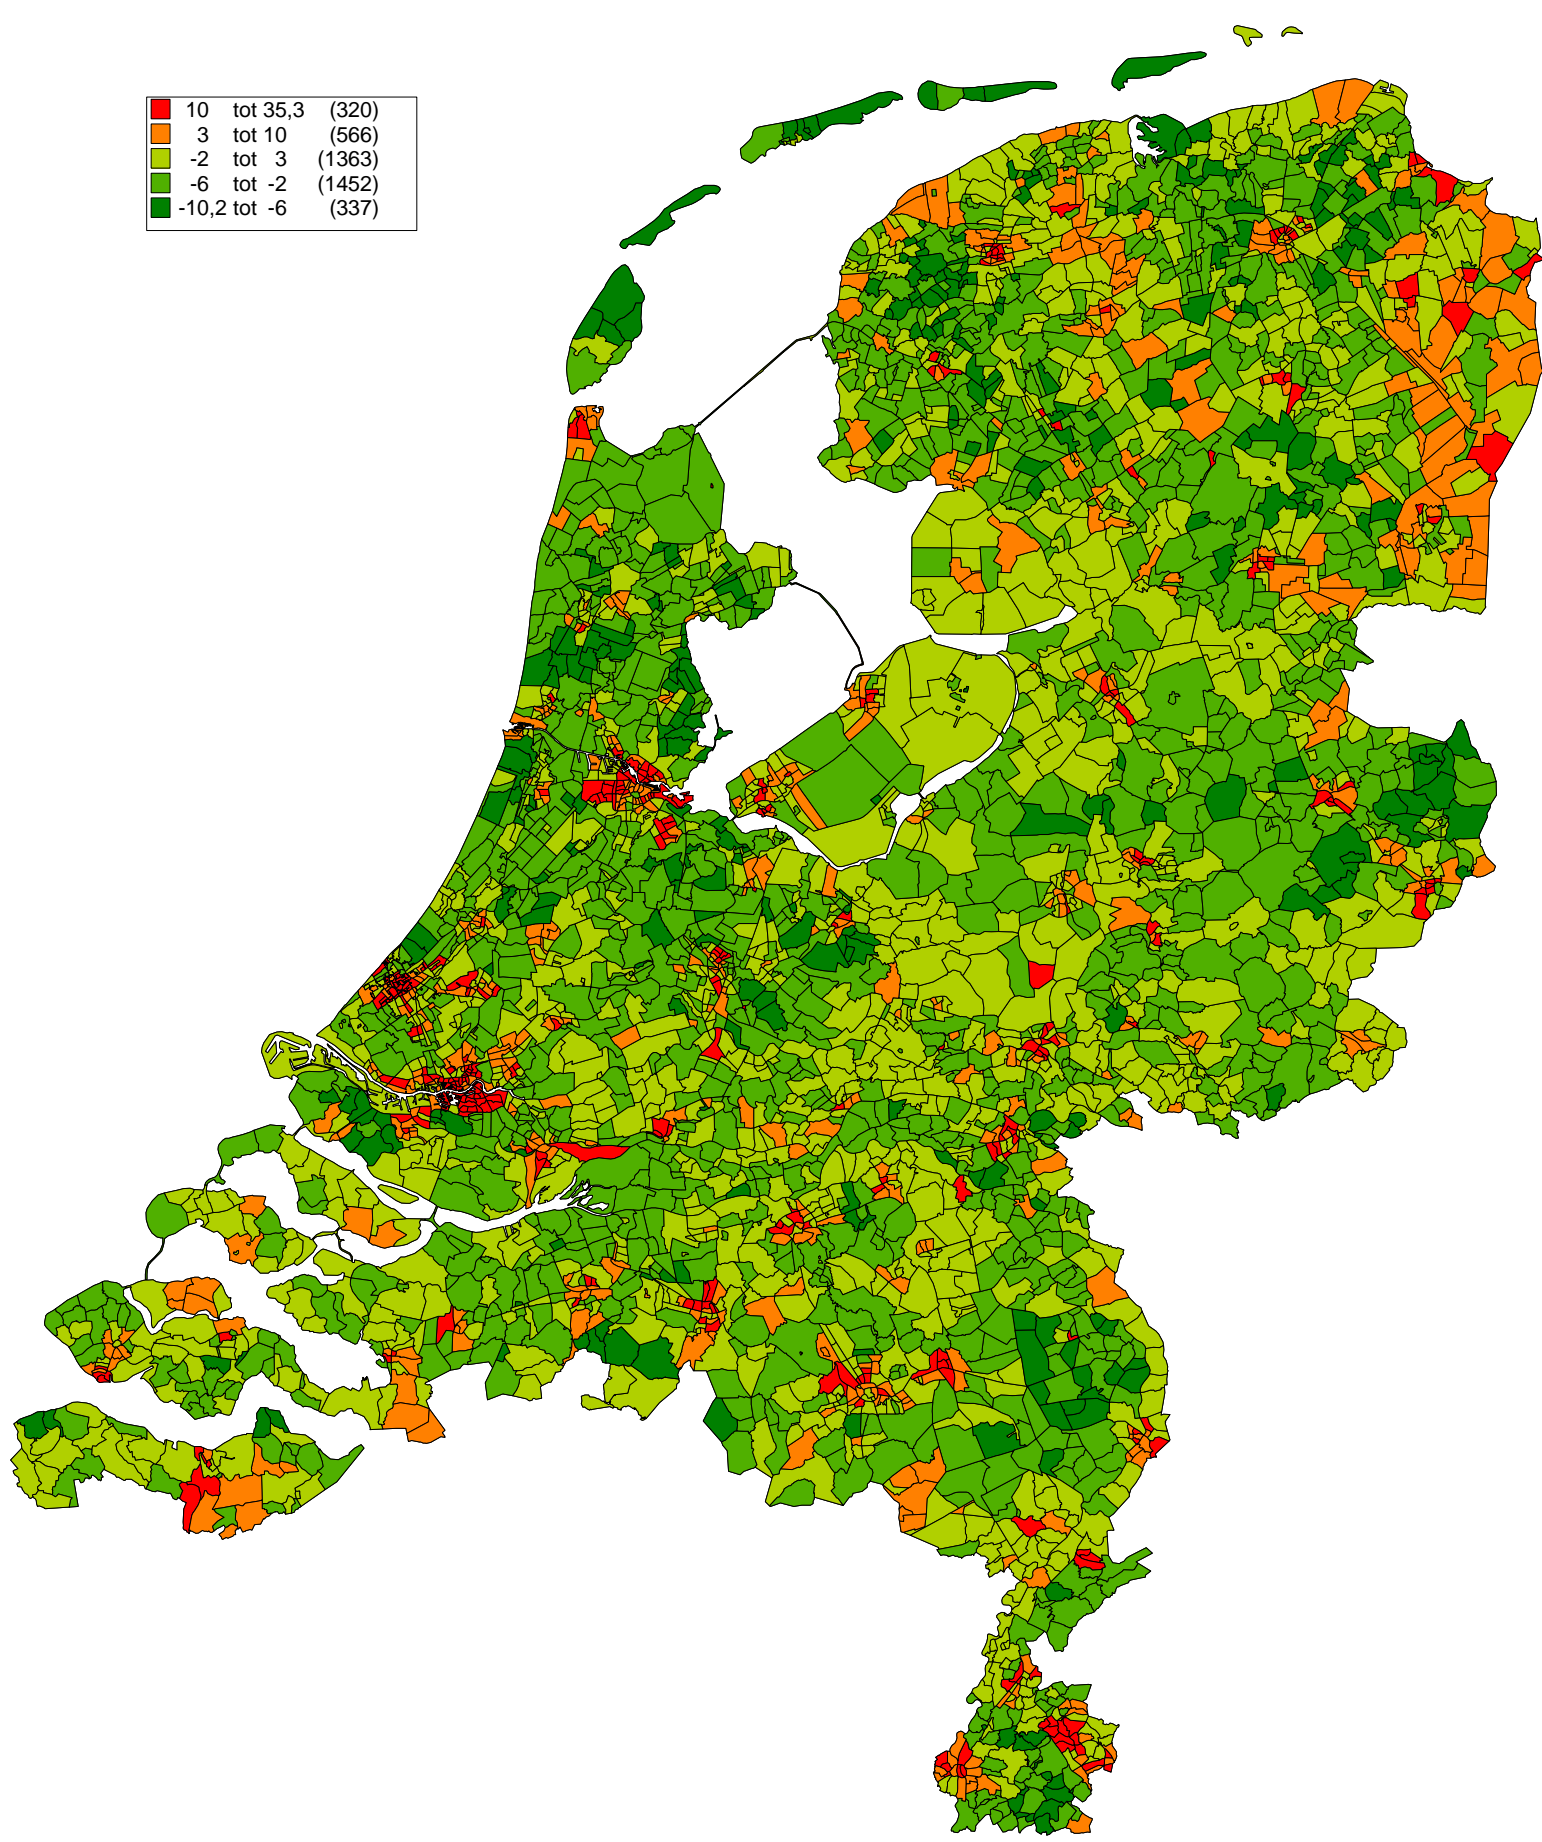 10 tot 35,3 (320)
3 tot 10 (566)
-2 tot 3 (1363)
-6 tot -2 (1452)
-10,2 tot -6 (337)